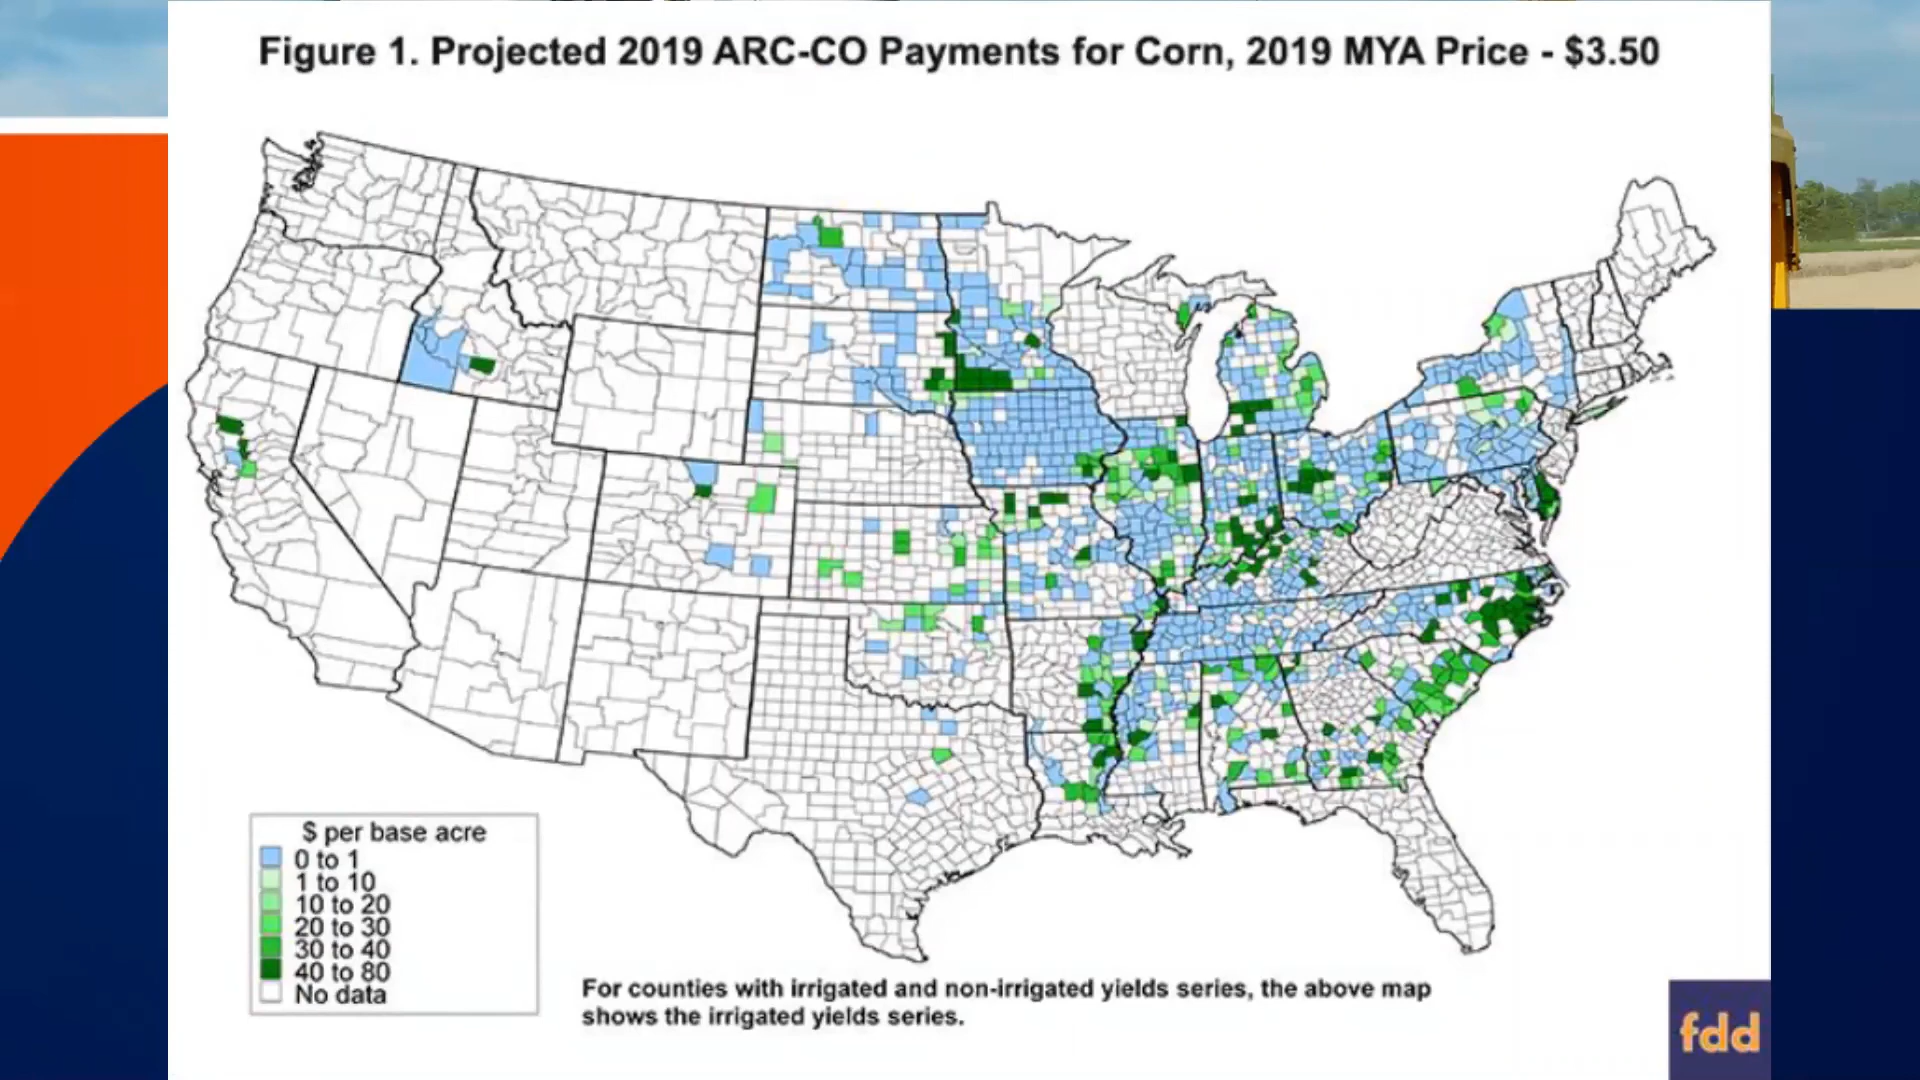 Figure 1. Projected 2019 ARC-CO Payments for Corn, 2019 MYA Price - $3.50
$ per base acre
0 to 1
1 to 10
10 to 20
20 to 30
30 to 40
40 to 80
No data
For counties with irrigated and non-irrigated yields series, the above map
shows the irrigated yields series.
fdd